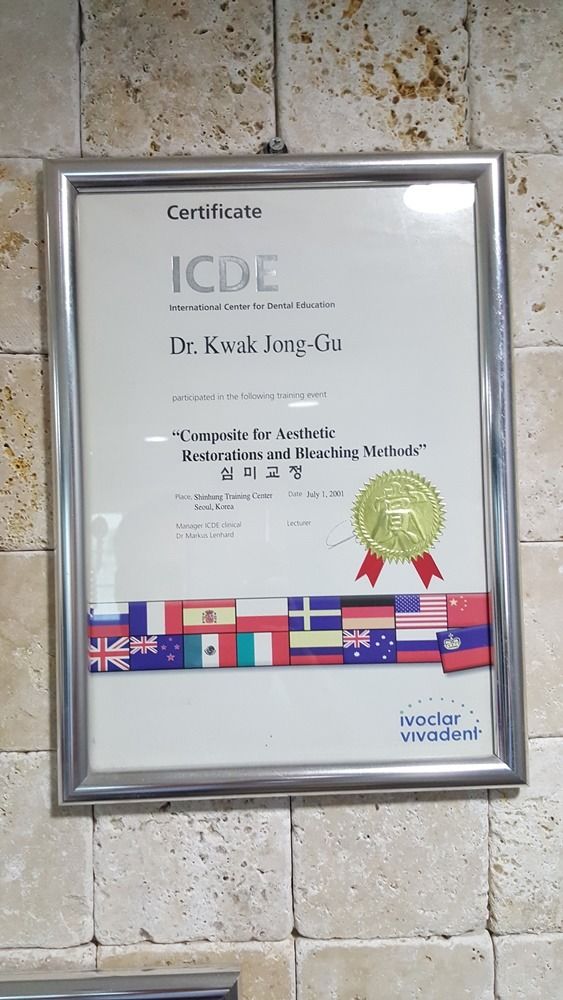 Certificate
ICDE
International Center for Dental Education
Dr. Kwak Jong-Gu
participated in the following training event
“Composite for Aesthetic
Restorations and Bleaching Methods”
심 미 교 정
Place, Shinhung Training Center Date July 1, 2001
Seoul, Korea
Manager ICDE clinical Lecturer
Dr Markus Lenhard
賞
ivoclar
vivadent